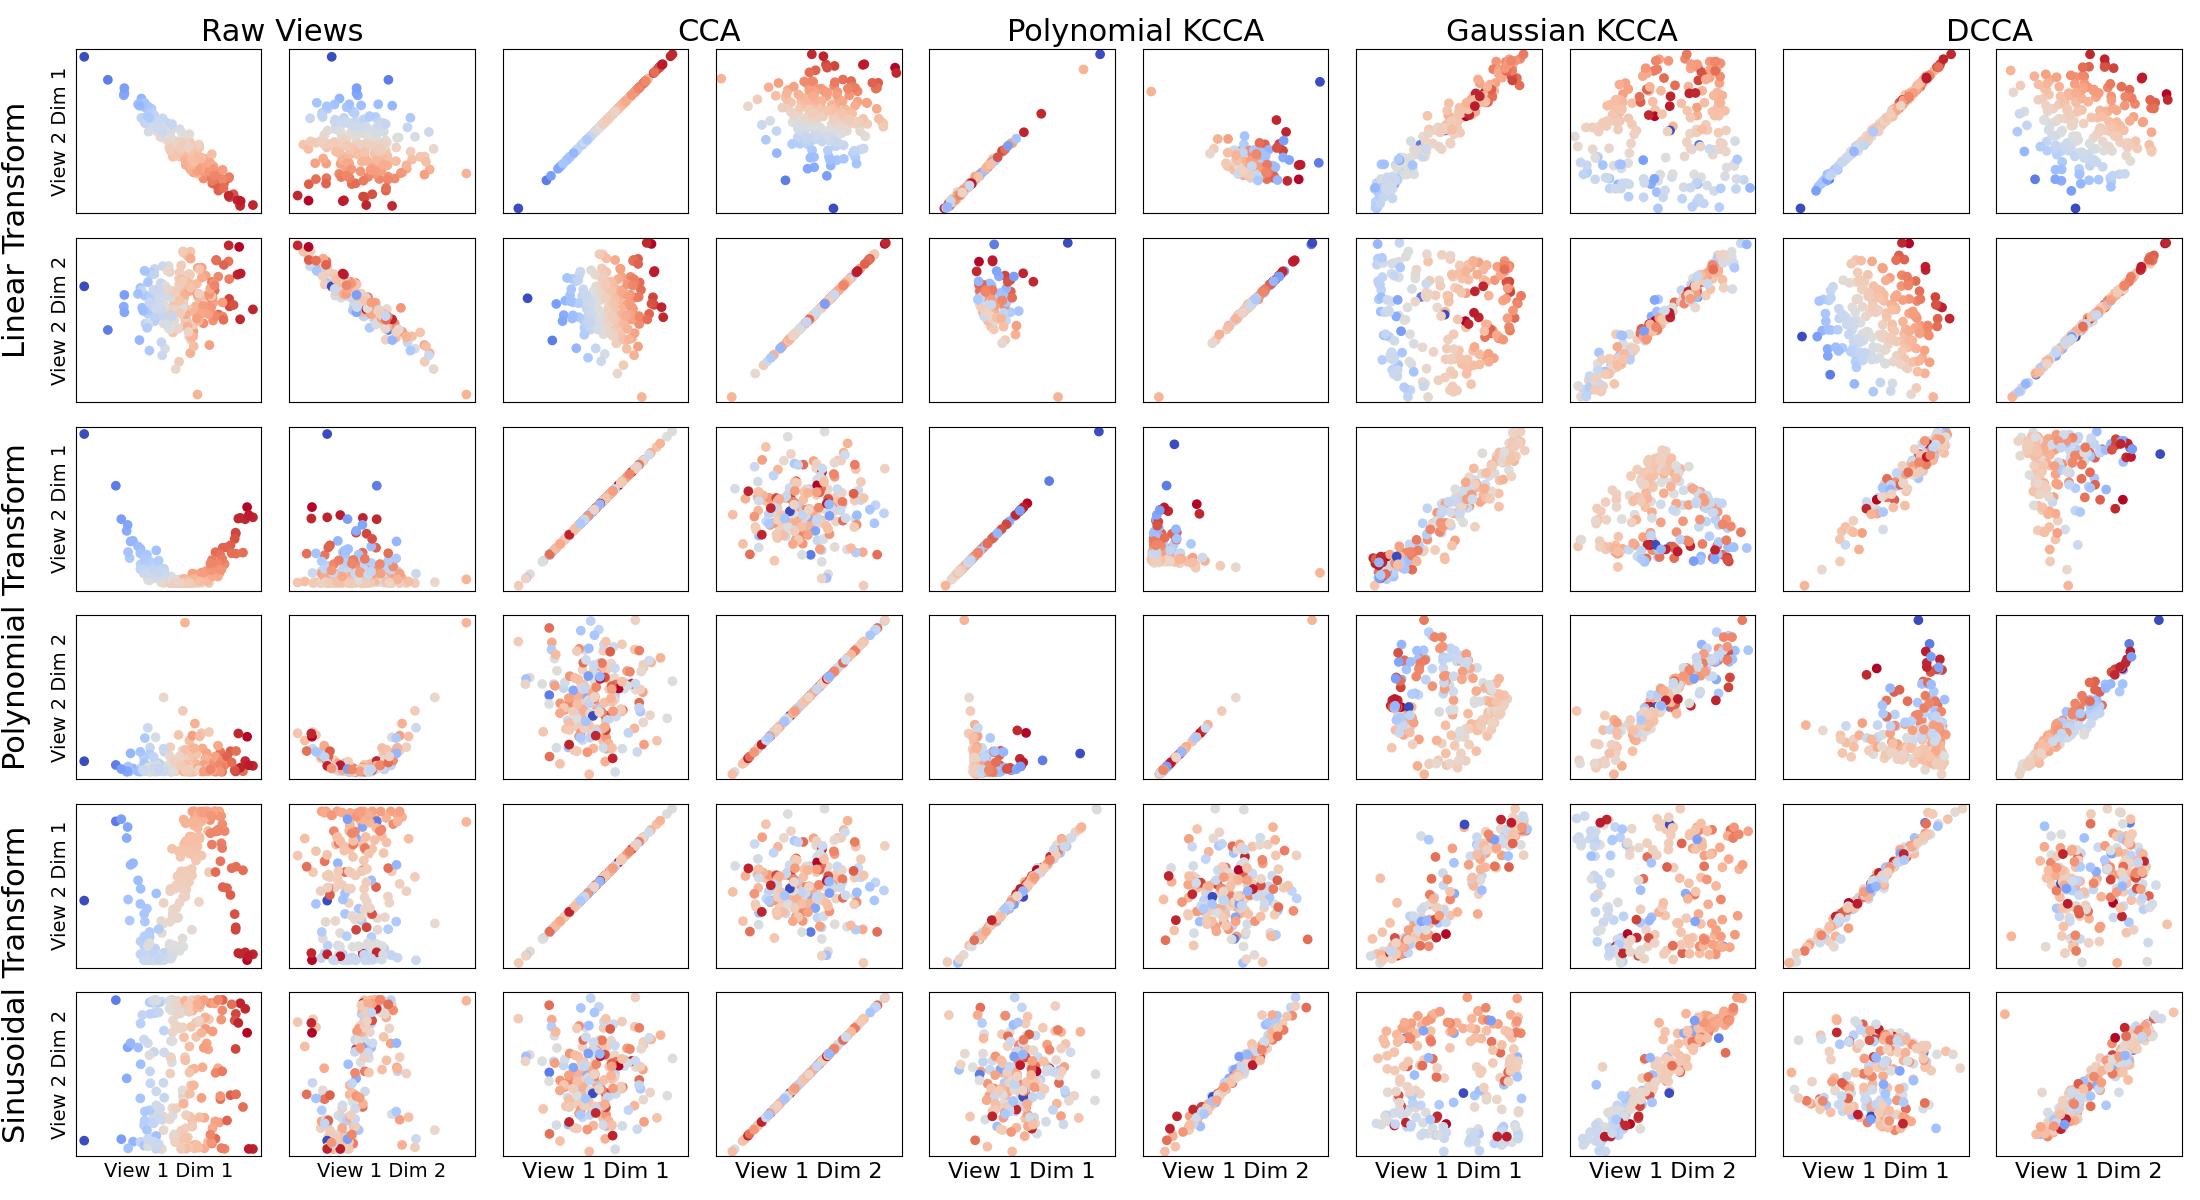 Raw Views
CCA
Polynomial KCCA
Gaussian KCCA
DCCA
Linear Transform
View 2 Dim 1
View 2 Dim 2
Polynomial Transform
View 2 Dim 1
View 2 Dim 2
Sinusoidal Transform
View 2 Dim 1
View 2 Dim 2
View 1 Dim 1
View 1 Dim 2
View 1 Dim 1
View 1 Dim 2
View 1 Dim 1
View 1 Dim 2
View 1 Dim 1
View 1 Dim 2
View 1 Dim 1
View 1 Dim 2